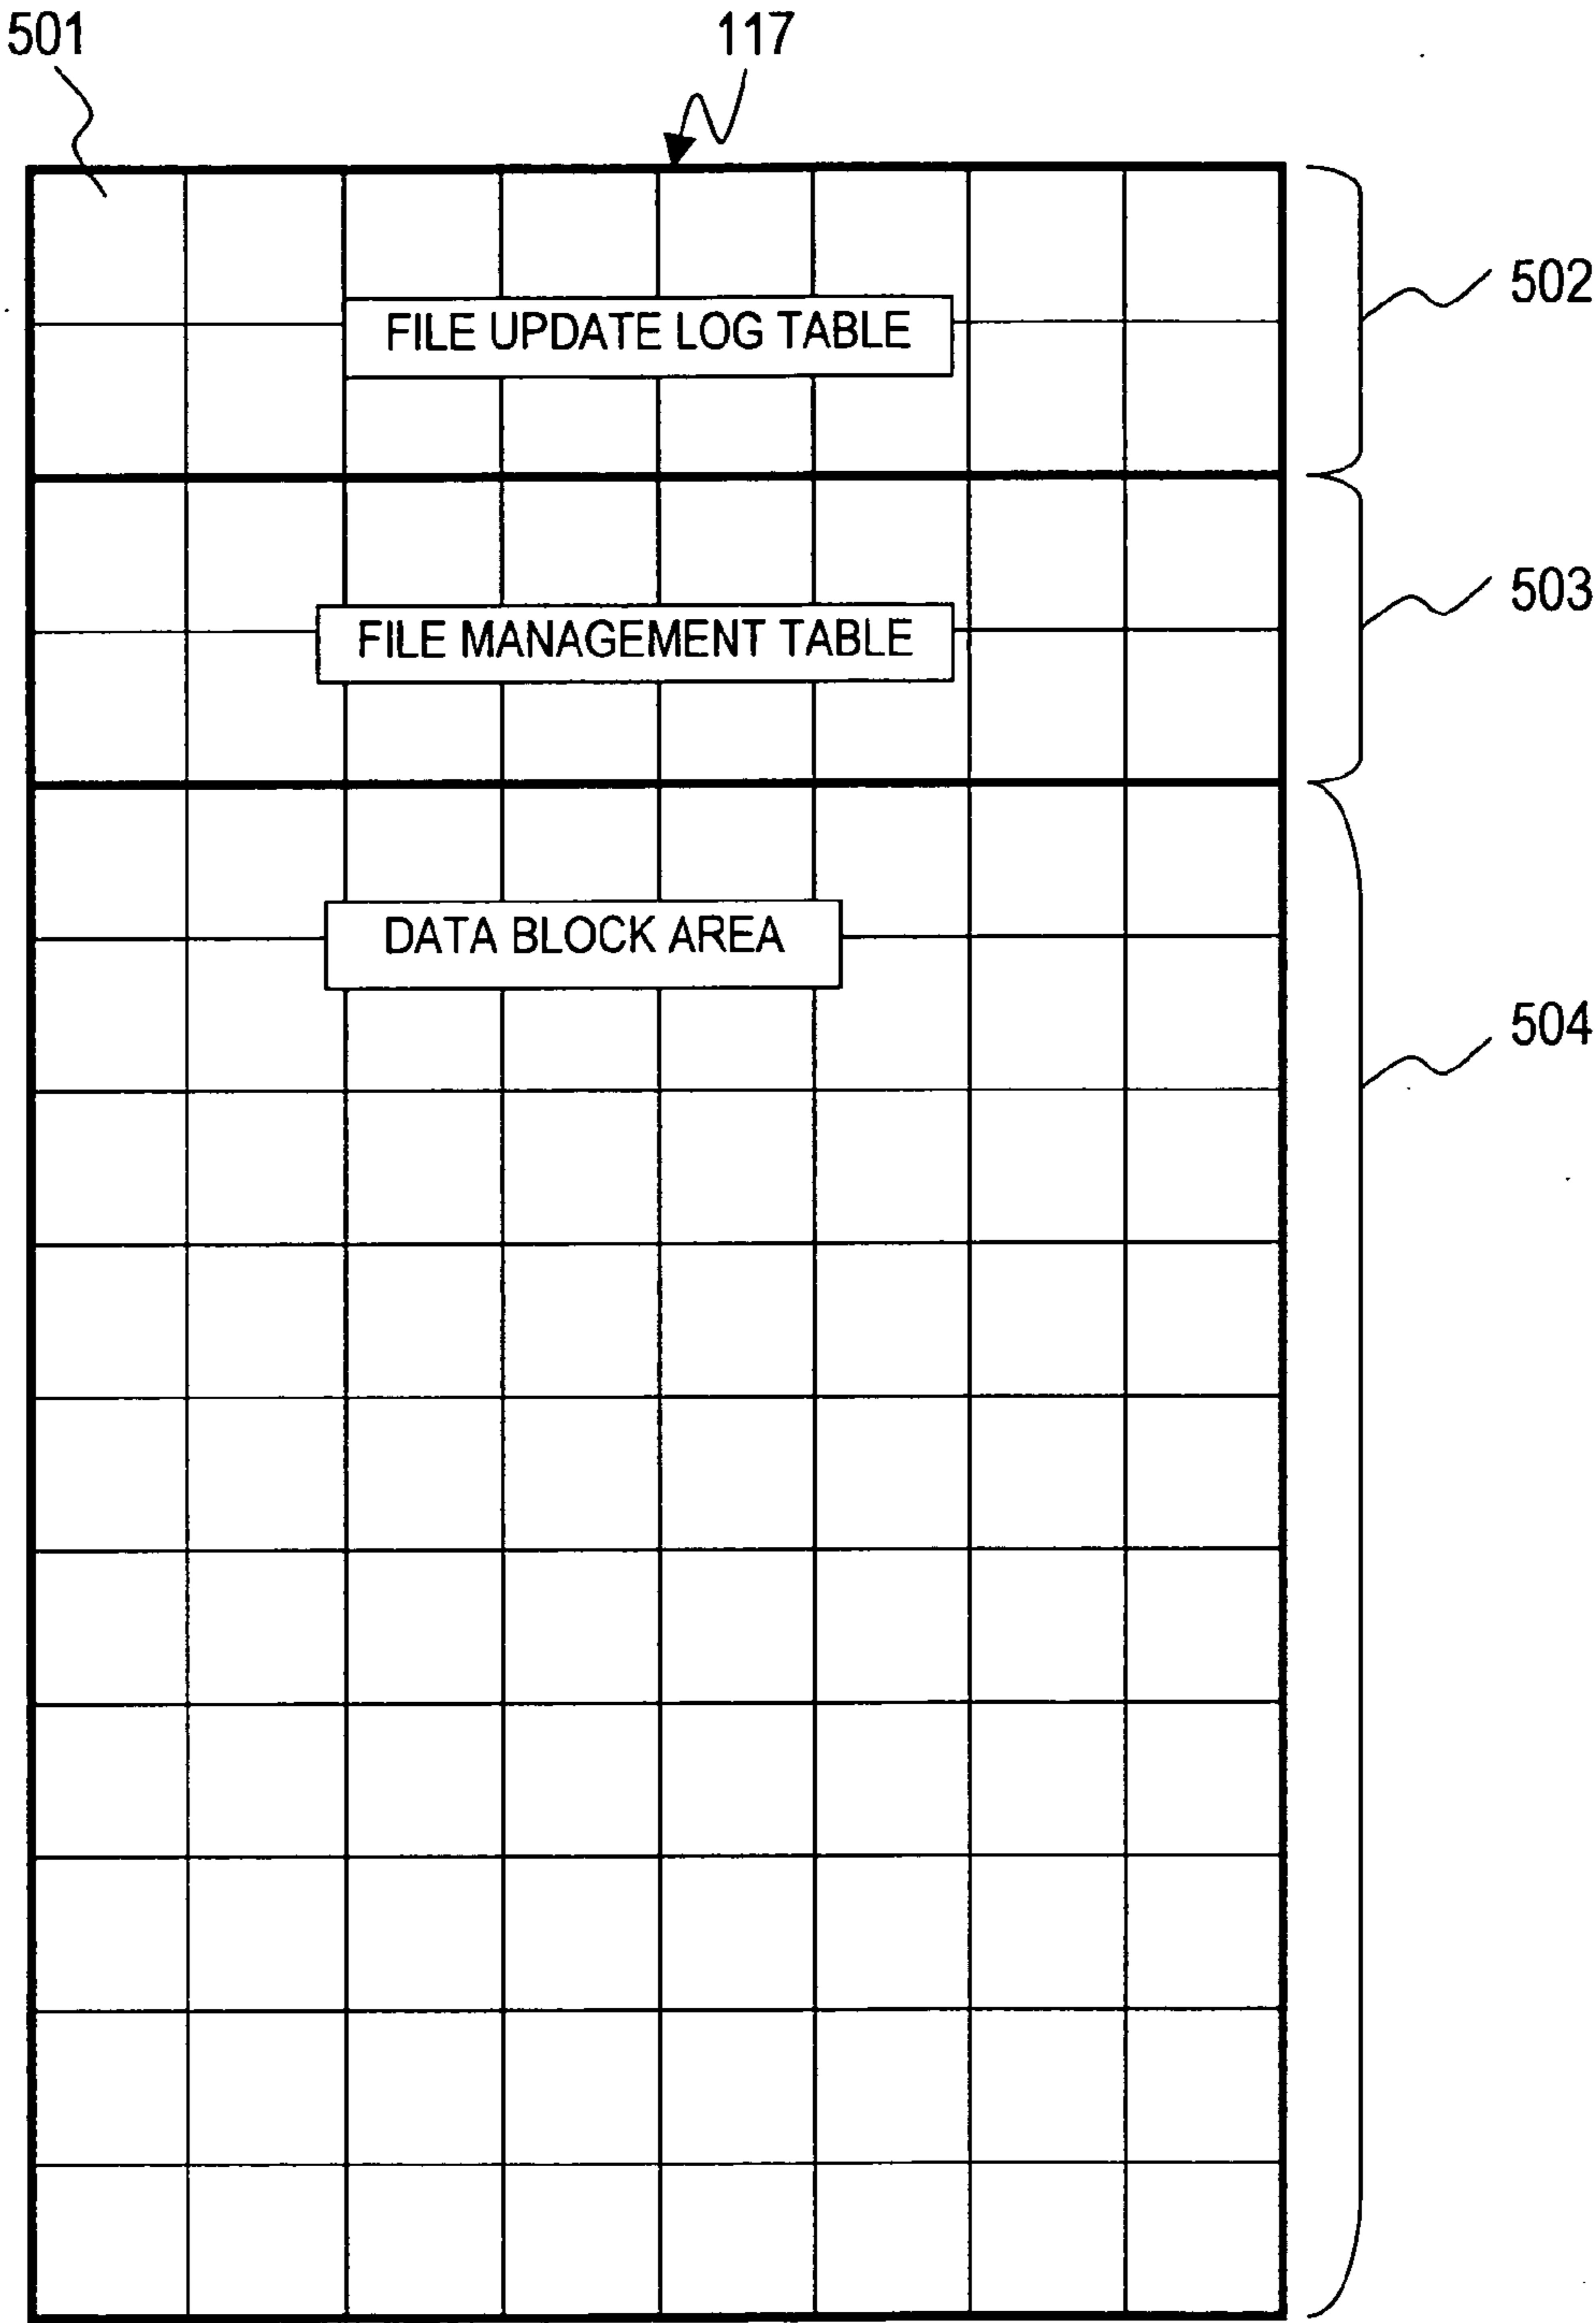 501
117
502
FILE UPDATE LOG TABLE
503
FILE MANAGEMENT TABLE
DATA BLOCK AREA
504